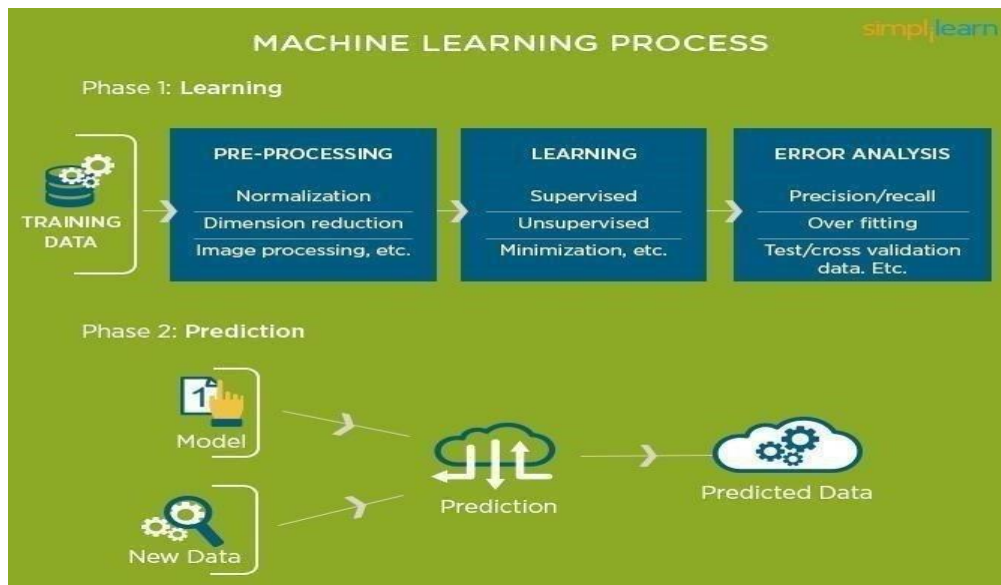 simplilearn
MACHINE LEARNING PROCESS
Phase 1: Learning
TRAINING
DATA
PRE-PROCESSING
Normalization
Dimension reduction
Image processing, etc.
LEARNING
Supervised
Unsupervised
Minimization, etc.
ERROR ANALYSIS
Precision/recall
Over fitting
Test/cross validation
data. Etc.
Phase 2: Prediction
1
Model
New Data
Prediction
Predicted Data